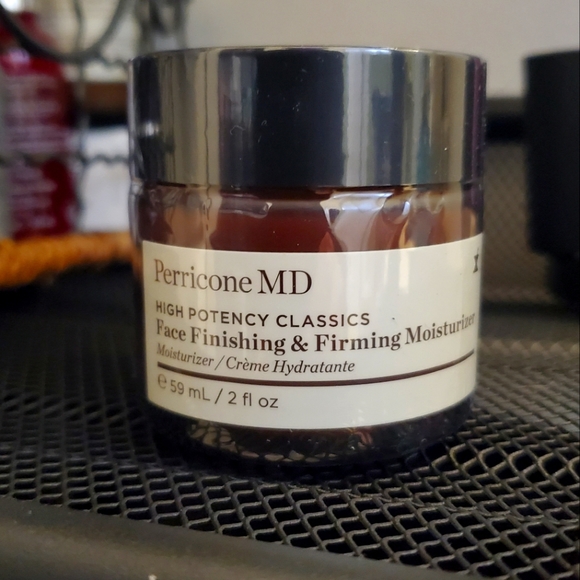 Perricone MD
HIGH POTENCY CLASSICS
Face Finishing & Firming Moisturizer
Moisturizer / Crème Hydratante
℮ 59 mL / 2 fl oz